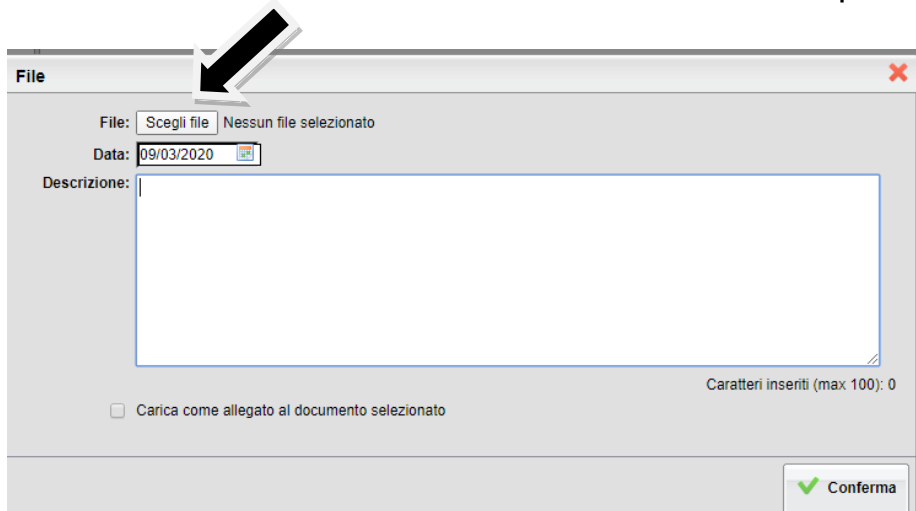 File
File: Scegli file Nessun file selezionato
Data: 09/03/2020
Descrizione:
Caratteri inseriti (max 100): 0
Carica come allegato al documento selezionato
Conferma